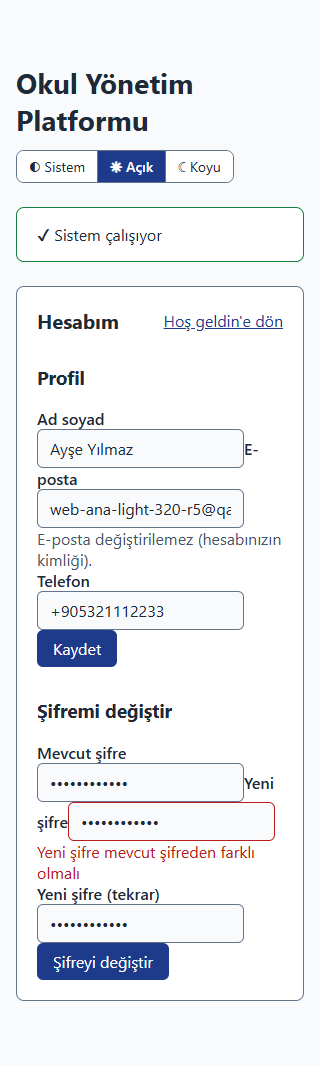 Okul Yönetim
Platformu
Sistem
Açık
Koyu
✓ Sistem çalışıyor
Hesabım
Hoş geldin'e dön
Profil
Ad soyad
Ayşe Yılmaz
E-
posta
web-ana-light-320-r5@qa
E-posta değiştirilemez (hesabınızın
kimliği).
Telefon
+905321112233
Kaydet
Şifremi değiştir
Mevcut şifre
••••••••••••
Yeni
şifre
••••••••••••
Yeni şifre mevcut şifreden farklı
olmalı
Yeni şifre (tekrar)
••••••••••••
Şifreyi değiştir